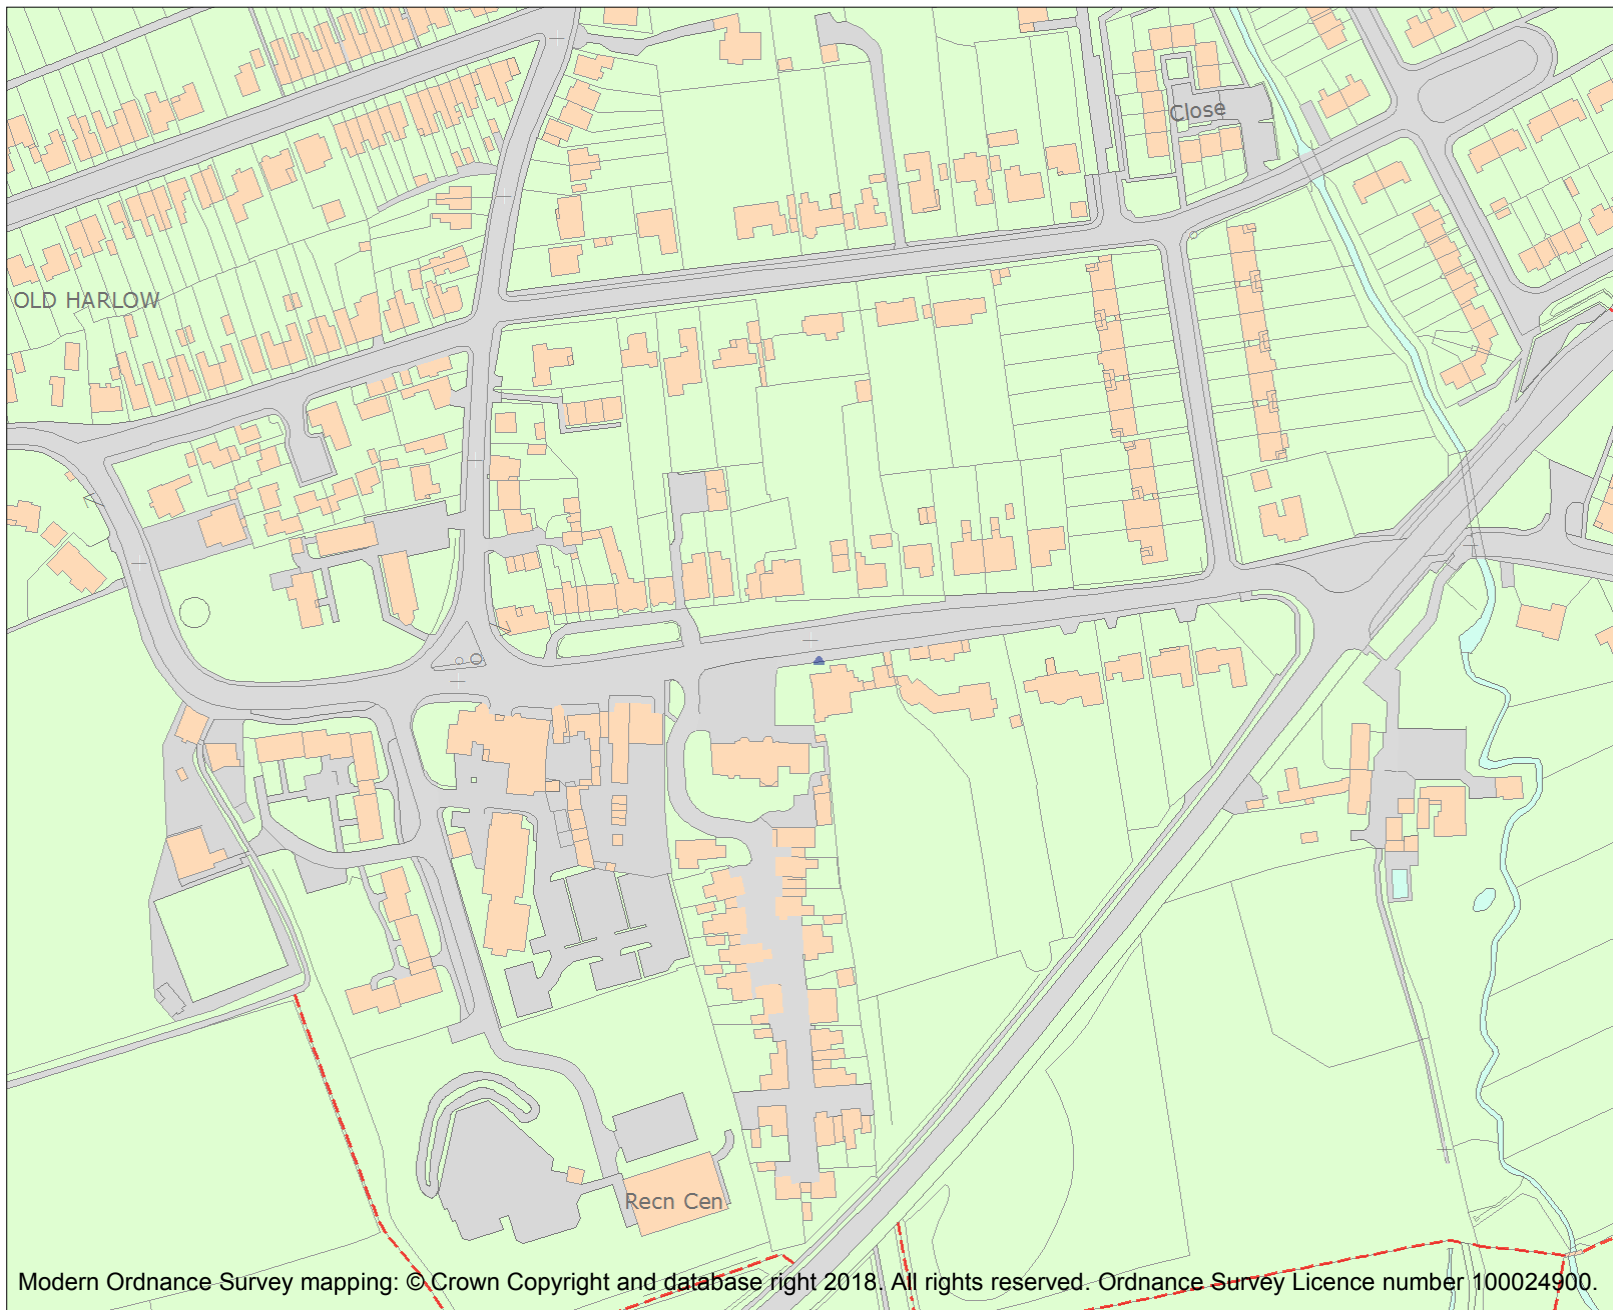 Close
OLD HARLOW
Recn Cen
Modern Ordnance Survey mapping: © Crown Copyright and database right 2018. All rights reserved. Ordnance Survey Licence number 100024900.